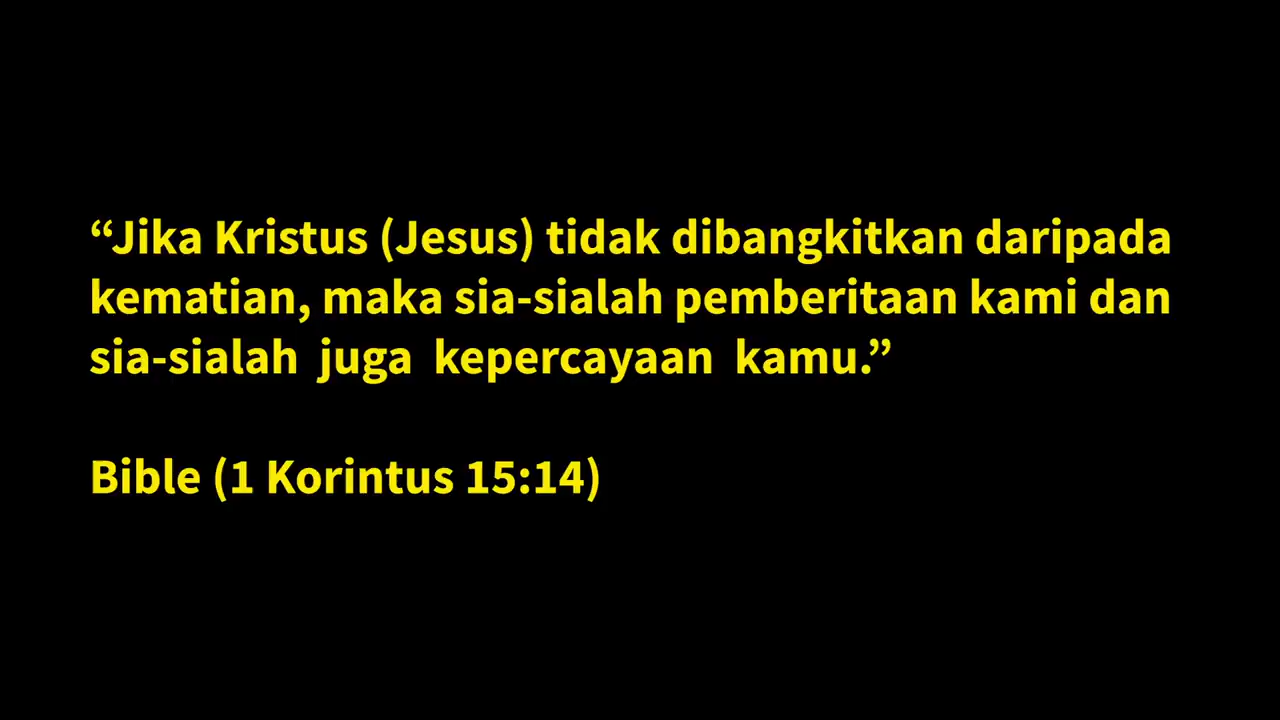 “Jika Kristus (Jesus) tidak dibangkitkan daripada
kematian, maka sia-sialah pemberitaan kami dan
sia-sialah juga kepercayaan kamu.”
Bible (1 Korintus 15:14)